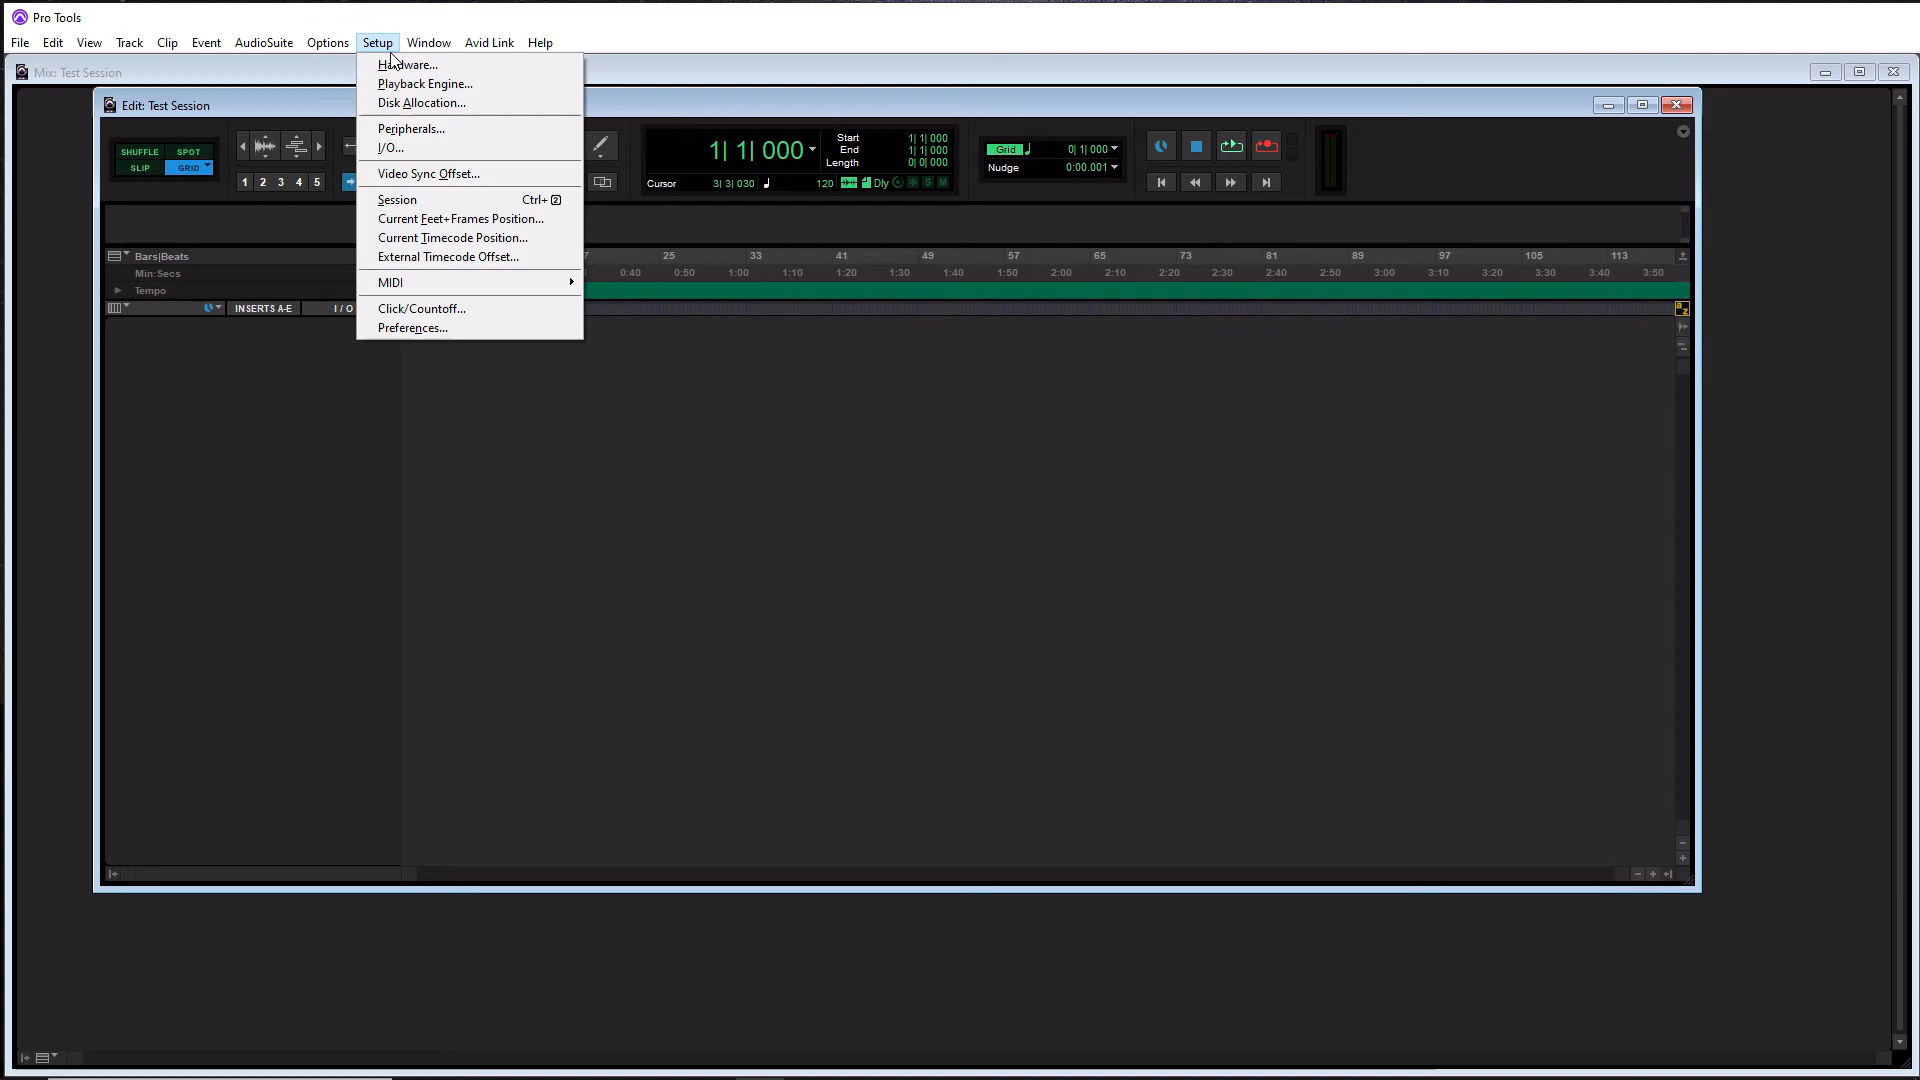 Pro Tools
File Edit View Track Clip Event AudioSuite Options Setup Window Avid Link Help
Mix: Test Session
Edit: Test Session
Hardware...
Playback Engine...
Disk Allocation...
Peripherals...
I/O...
Video Sync Offset...
Session Ctrl+ 2
Current Feet+Frames Position...
Current Timecode Position...
External Timecode Offset...
MIDI
Click/Countoff...
Preferences...
SHUFFLE SPOT
SLIP GRID
1 2 3 4 5
1| 1| 000
Start 1| 1| 000
End 1| 1| 000
Length 0| 0| 000
Cursor 3| 3| 030 120 Dly S M
Grid 0| 1| 000
Nudge 0:00.001
Bars|Beats 25 33 41 49 57 65 73 81 89 97 105 113
Min:Secs 0:40 0:50 1:00 1:10 1:20 1:30 1:40 1:50 2:00 2:10 2:20 2:30 2:40 2:50 3:00 3:10 3:20 3:30 3:40 3:50
Tempo
INSERTS A-E I / O
a z